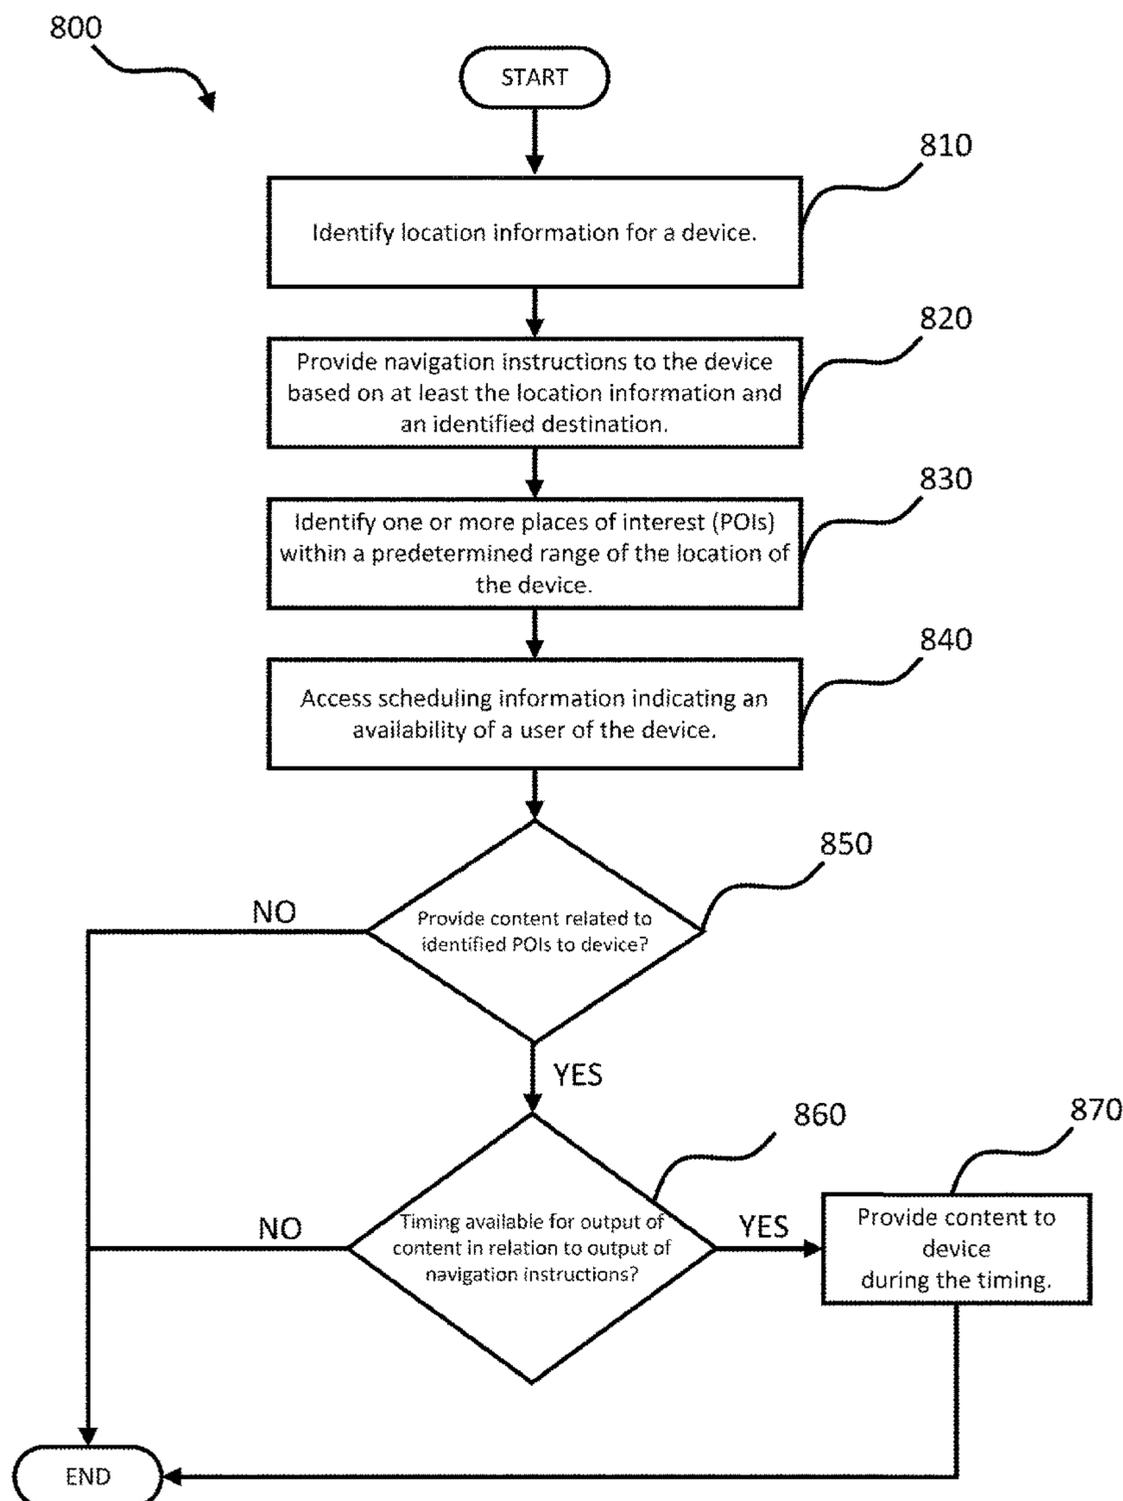 800
START
810
Identify location information for a device.
820
Provide navigation instructions to the device
based on at least the location information and
an identified destination.
830
Identify one or more places of interest (POIs)
within a predetermined range of the location of
the device.
840
Access scheduling information indicating an
availability of a user of the device.
850
NO
Provide content related to
identified POIs to device?
YES
860
870
NO
Timing available for output of
content in relation to output of
navigation instructions?
YES
Provide content to
device
during the timing.
END